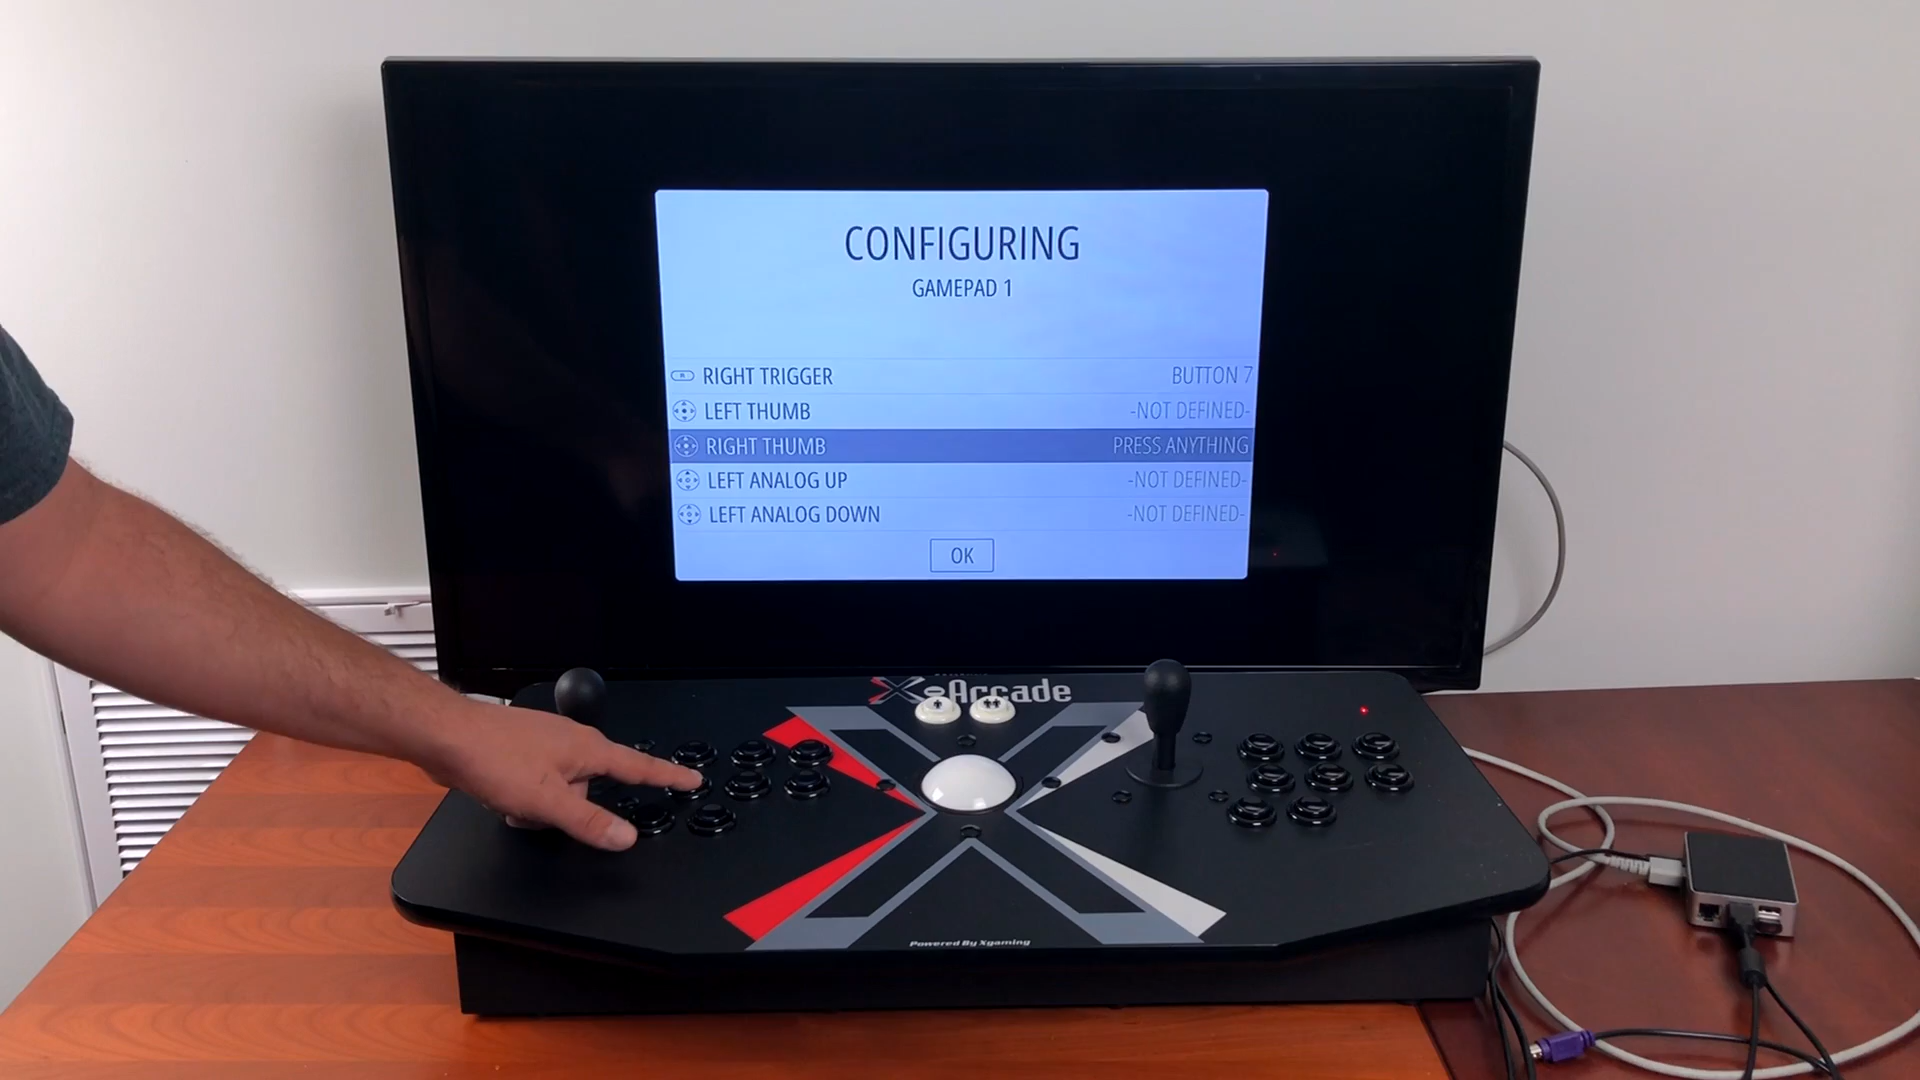 CONFIGURING
GAMEPAD 1
RIGHT TRIGGER BUTTON 7
LEFT THUMB -NOT DEFINED-
RIGHT THUMB PRESS ANYTHING
LEFT ANALOG UP -NOT DEFINED-
LEFT ANALOG DOWN -NOT DEFINED-
OK
X-Arcade
Powered By Xgaming